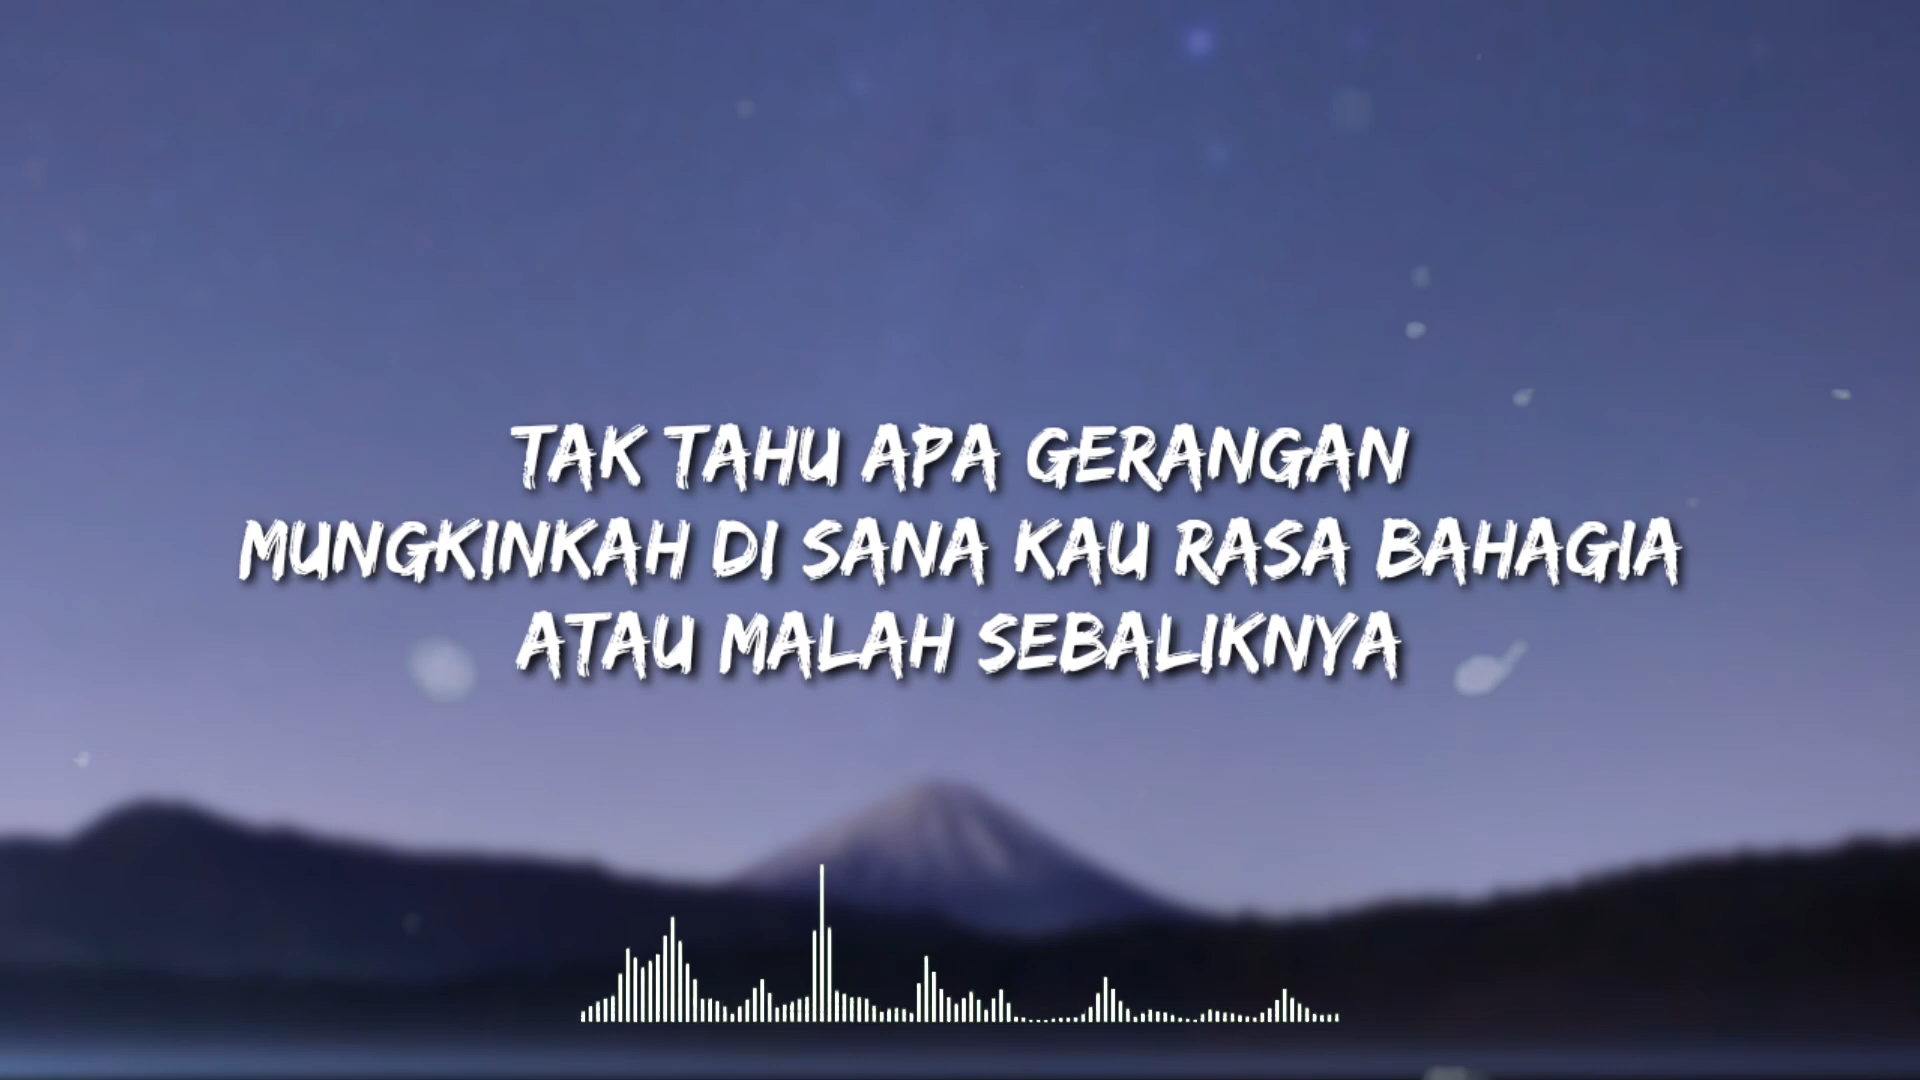 TAK TAHU APA GERANGAN
MUNGKINKAH DI SANA KAU RASA BAHAGIA
ATAU MALAH SEBALIKNYA